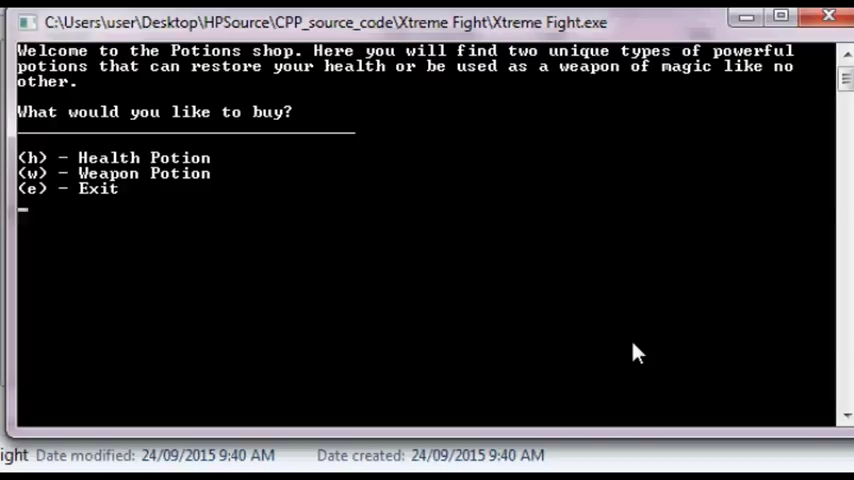 C:\Users\user\Desktop\HPSource\CPP_source_code\Xtreme Fight\Xtreme Fight.exe
Welcome to the Potions shop. Here you will find two unique types of powerful
potions that can restore your health or be used as a weapon of magic like no
other.
What would you like to buy?
(h) - Health Potion
(w) - Weapon Potion
(e) - Exit
ight Date modified: 24/09/2015 9:40 AM Date created: 24/09/2015 9:40 AM